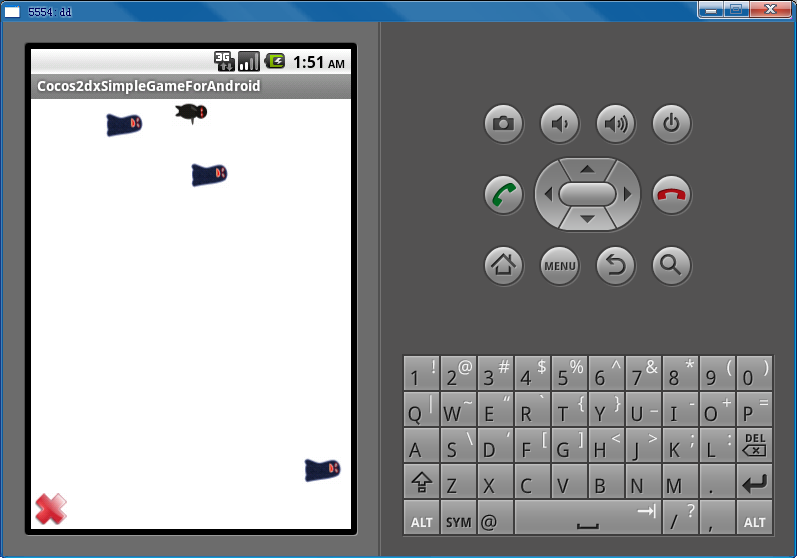 5554:dd
3G 1:51 AM
Cocos2dxSimpleGameForAndroid
MENU
1 ! 2 @ 3 # 4 $ 5 % 6 ^ 7 & 8 * 9 ( 0 )
Q | W ~ E “ R ` T { Y } U _ I - O + P =
A S \ D ‘ F [ G ] H < J > K ; L : DEL
Z X C V B N M .
ALT SYM @ / ? , ALT